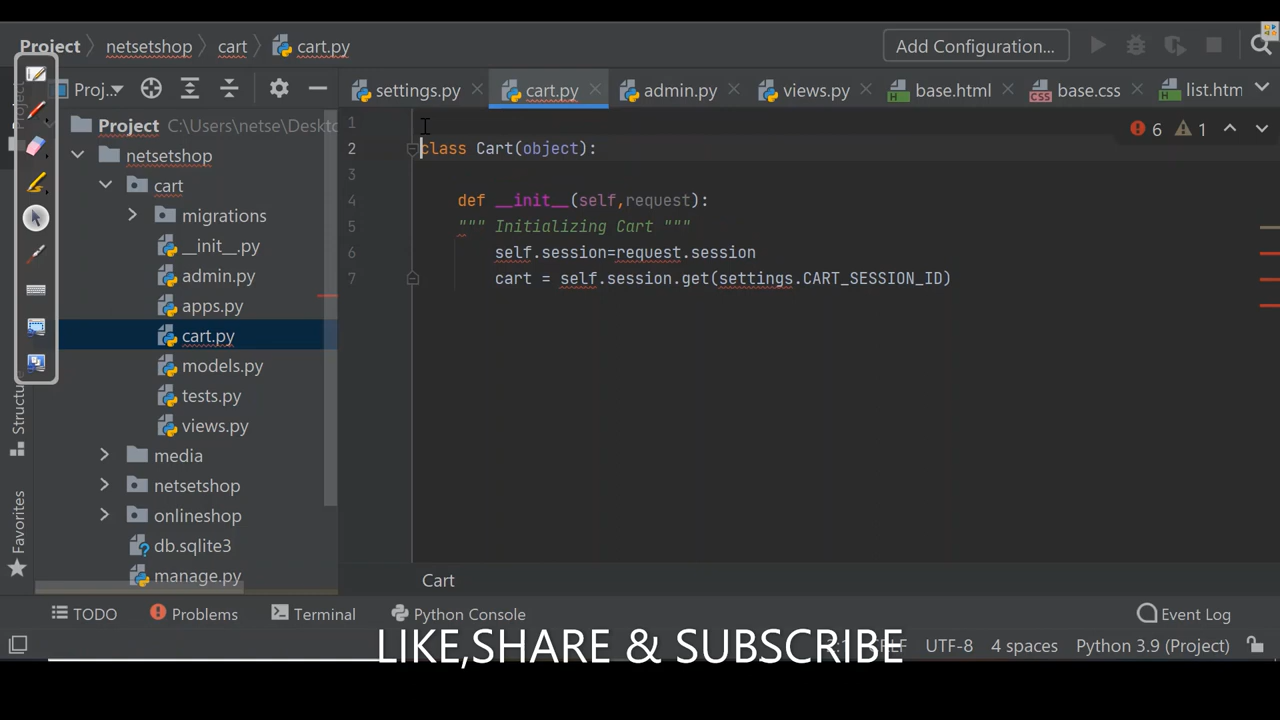 Project netsetshop cart cart.py Add Configuration...
Project
Proj... settings.py cart.py admin.py views.py base.html base.css list.htm
Project C:\Users\netse\Deskto
netsetshop
cart
migrations
__init__.py
admin.py
apps.py
cart.py
models.py
tests.py
views.py
media
netsetshop
onlineshop
db.sqlite3
manage.py
Structure
Favorites
6 1
1
2 class Cart(object):
3
4 def __init__(self,request):
5 """ Initializing Cart """
6 self.session=request.session
7 cart = self.session.get(settings.CART_SESSION_ID)
Cart
TODO Problems Terminal Python Console Event Log
LIKE,SHARE & SUBSCRIBE
UTF-8 4 spaces Python 3.9 (Project)